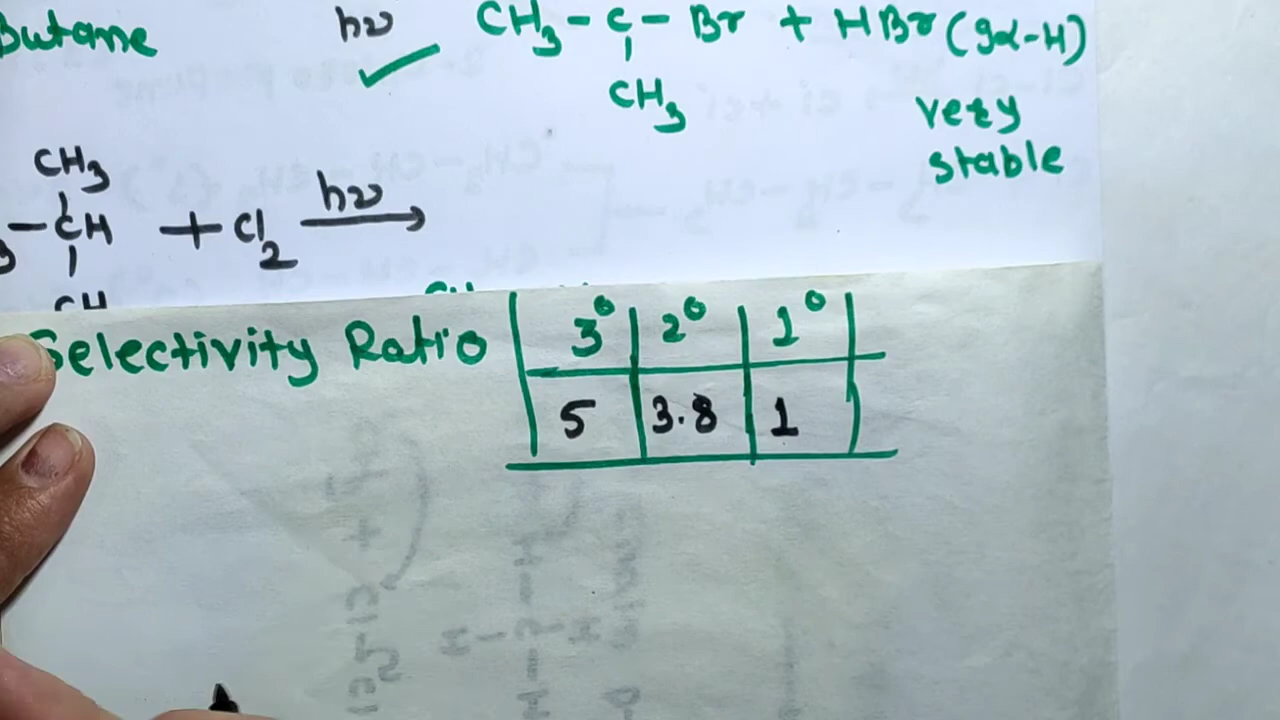 Butane hν CH3 - C - Br + HBr (9α-H)
CH3
very
stable
CH3
- CH + Cl2 hν →
CH
Selectivity Ratio
3° 2° 1°
5 3.8 1